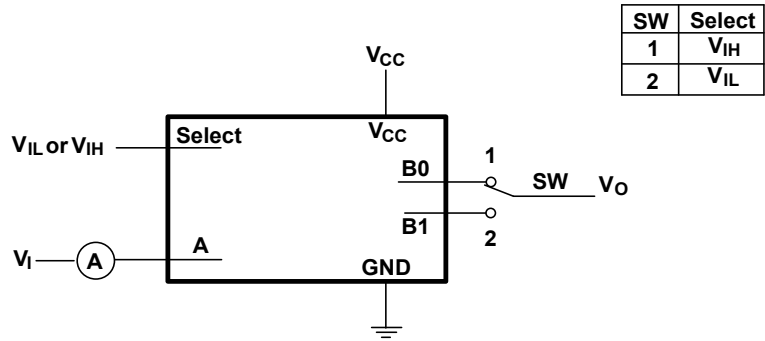 SW Select
1 VIH
2 VIL
VCC
VIL or VIH
Select
VCC
B0
1
SW
VO
B1
2
VI
A
A
GND